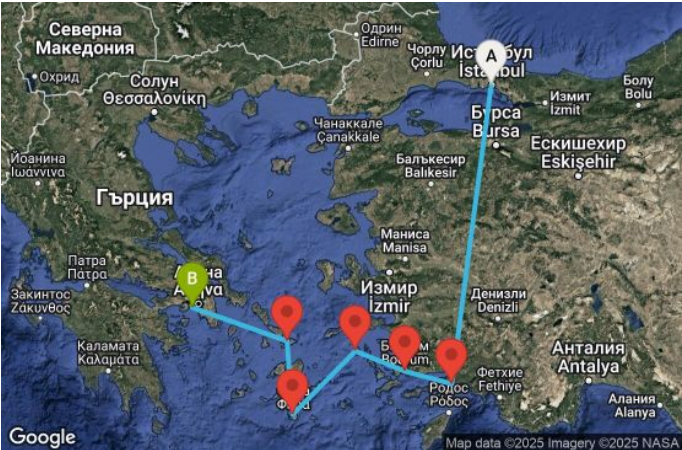 Северна
Македония
Охрид
Одрин
Edirne
Чорлу
Çorlu
A
İstanbul
Болу
Bolu
Солун
Θεσσαλονίκη
Измит
İzmit
Чанаккале
Çanakkale
Бурса
Bursa
Ескишехир
Eskişehir
Йоанина
Ιωάννινα
Балъкесир
Balıkesir
Гърция
Маниса
Manisa
Патра
Πάτρα
B
Измир
İzmir
Закинтос
Ζάκυνθος
Денизли
Denizli
Каламата
Καλαμάτα
Анталия
Antalya
Родос
Ρόδος
Фетхие
Fethiye
Алания
Alanya
Google
Map data ©2025 Imagery ©2025 NASA